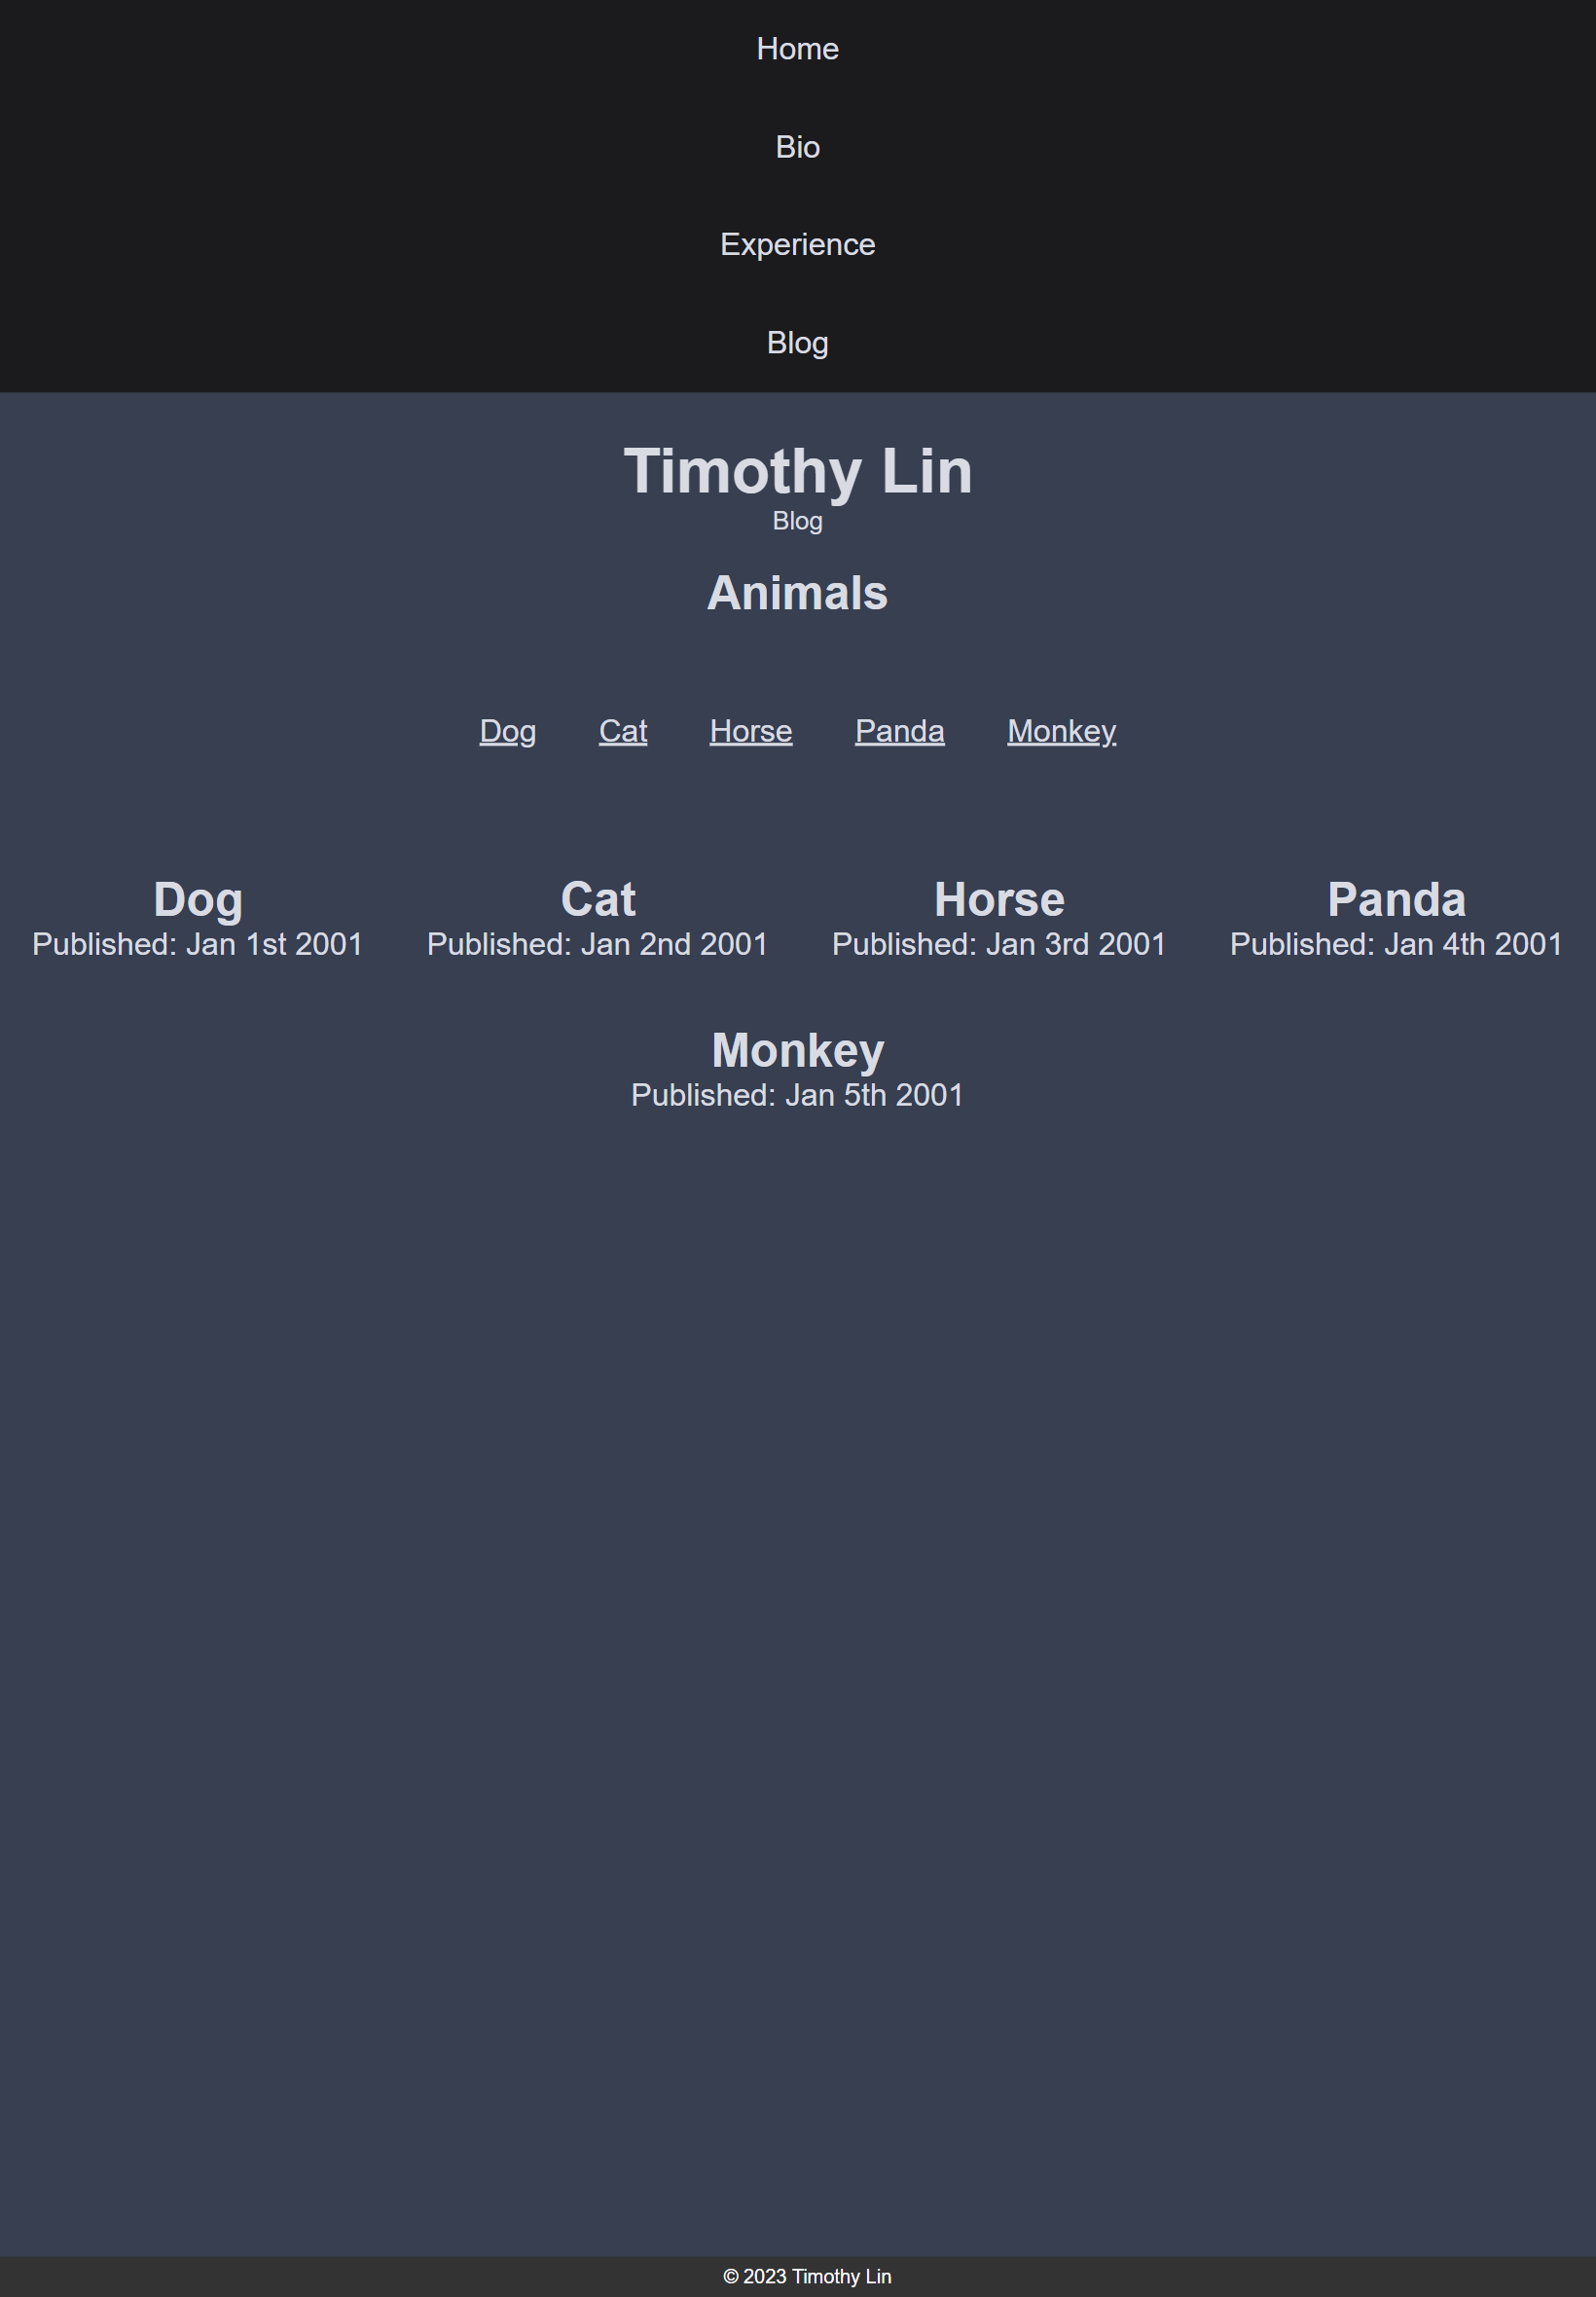 Home
Bio
Experience
Blog
Timothy Lin
Blog
Animals
Dog Cat Horse Panda Monkey
Dog Cat Horse Panda
Published: Jan 1st 2001 Published: Jan 2nd 2001 Published: Jan 3rd 2001 Published: Jan 4th 2001
Monkey
Published: Jan 5th 2001
© 2023 Timothy Lin